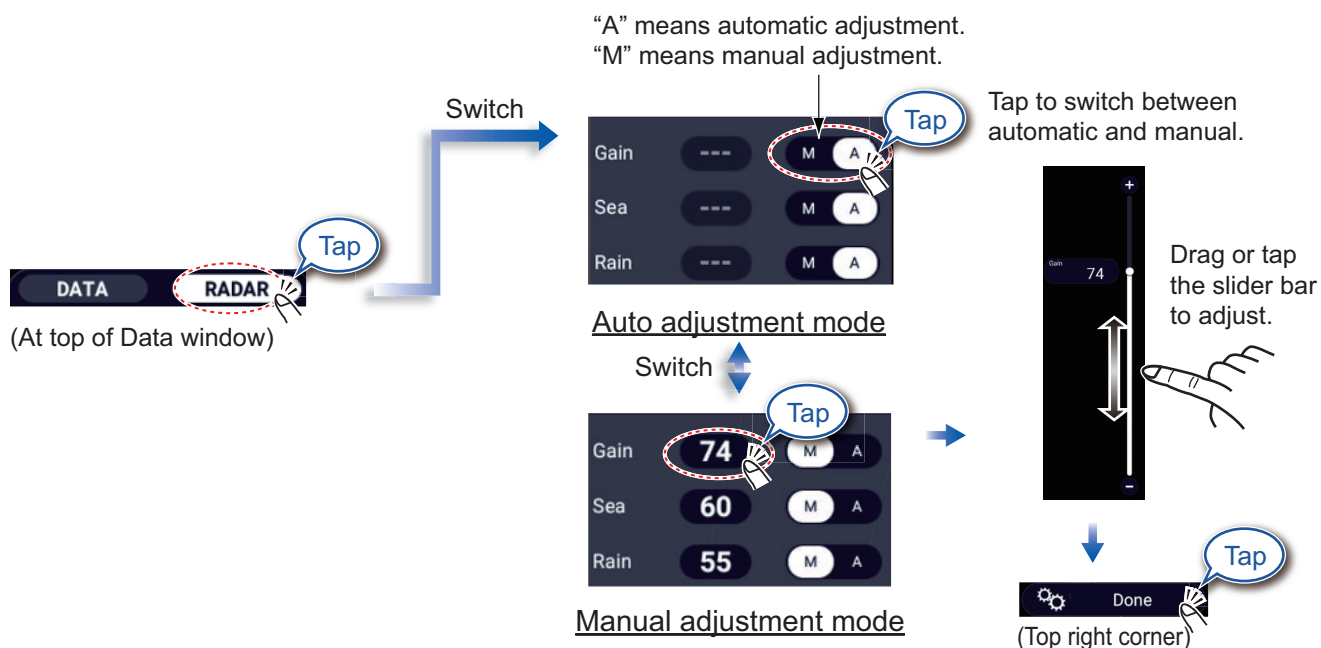 “A” means automatic adjustment.
“M” means manual adjustment.
Switch
Tap
Tap to switch between
automatic and manual.
Gain --- M A
Sea --- M A
Rain --- M A
Tap
DATA RADAR
(At top of Data window)
Auto adjustment mode
Switch
+
Gain 74
−
Drag or tap
the slider bar
to adjust.
Tap
Gain 74 M A
Sea 60 M A
Rain 55 M A
Manual adjustment mode
Tap
Done
(Top right corner)